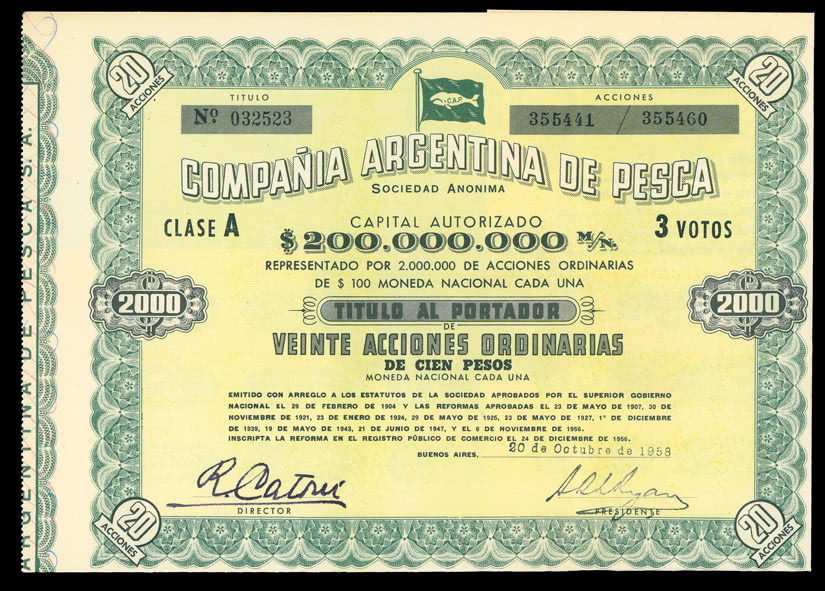 20
ACCIONES
20
ACCIONES
TITULO
Nº 032523
C.A.P.
ACCIONES
355441 / 355460
COMPAÑIA ARGENTINA DE PESCA
SOCIEDAD ANONIMA
CLASE A
CAPITAL AUTORIZADO
3 VOTOS
$ 200.000.000 M/N.
REPRESENTADO POR 2.000.000 DE ACCIONES ORDINARIAS
DE $ 100 MONEDA NACIONAL CADA UNA
2000
TITULO AL PORTADOR
2000
DE
VEINTE ACCIONES ORDINARIAS
DE CIEN PESOS
MONEDA NACIONAL CADA UNA
EMITIDO CON ARREGLO A LOS ESTATUTOS DE LA SOCIEDAD APROBADOS POR EL SUPERIOR GOBIERNO
NACIONAL EL 29 DE FEBRERO DE 1904 Y LAS REFORMAS APROBADAS EL 23 DE MAYO DE 1907, 30 DE
NOVIEMBRE DE 1921, 23 DE ENERO DE 1924, 29 DE MAYO DE 1925, 23 DE MAYO DE 1927, 1º DE DICIEMBRE
DE 1939, 19 DE MAYO DE 1943, 21 DE JUNIO DE 1947, Y EL 6 DE NOVIEMBRE DE 1956.
INSCRIPTA LA REFORMA EN EL REGISTRO PÚBLICO DE COMERCIO EL 24 DE DICIEMBRE DE 1956.
BUENOS AIRES, 20 de Octubre de 1958
DIRECTOR
PRESIDENTE
20
ACCIONES
20
ACCIONES
ARGENTINA DE PESCA S. A.